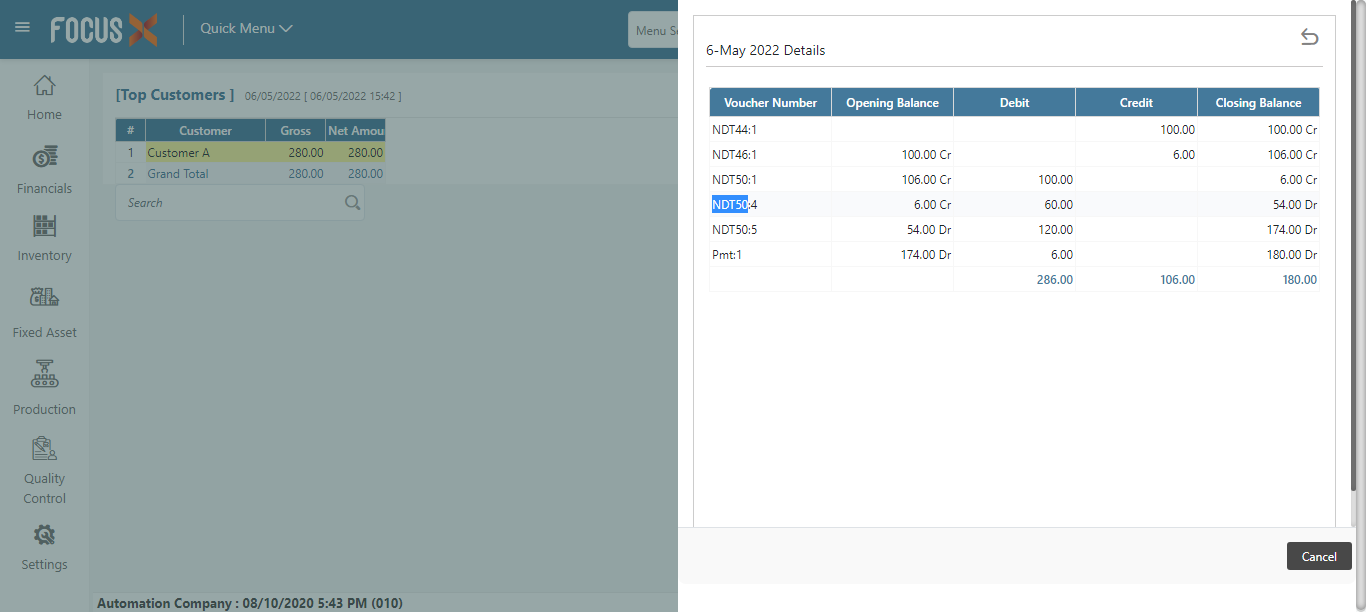 FOCUS X
Quick Menu
Menu Se
Home
Financials
Inventory
Fixed Asset
Production
Quality
Control
Settings
[Top Customers ] 06/05/2022 [ 06/05/2022 15:42 ]
# Customer Gross Net Amou
1 Customer A 280.00 280.00
2 Grand Total 280.00 280.00
Search
Automation Company : 08/10/2020 5:43 PM (010)
6-May 2022 Details
Voucher Number Opening Balance Debit Credit Closing Balance
NDT44:1 100.00 100.00 Cr
NDT46:1 100.00 Cr 6.00 106.00 Cr
NDT50:1 106.00 Cr 100.00 6.00 Cr
NDT50:4 6.00 Cr 60.00 54.00 Dr
NDT50:5 54.00 Dr 120.00 174.00 Dr
Pmt:1 174.00 Dr 6.00 180.00 Dr
286.00 106.00 180.00
Cancel